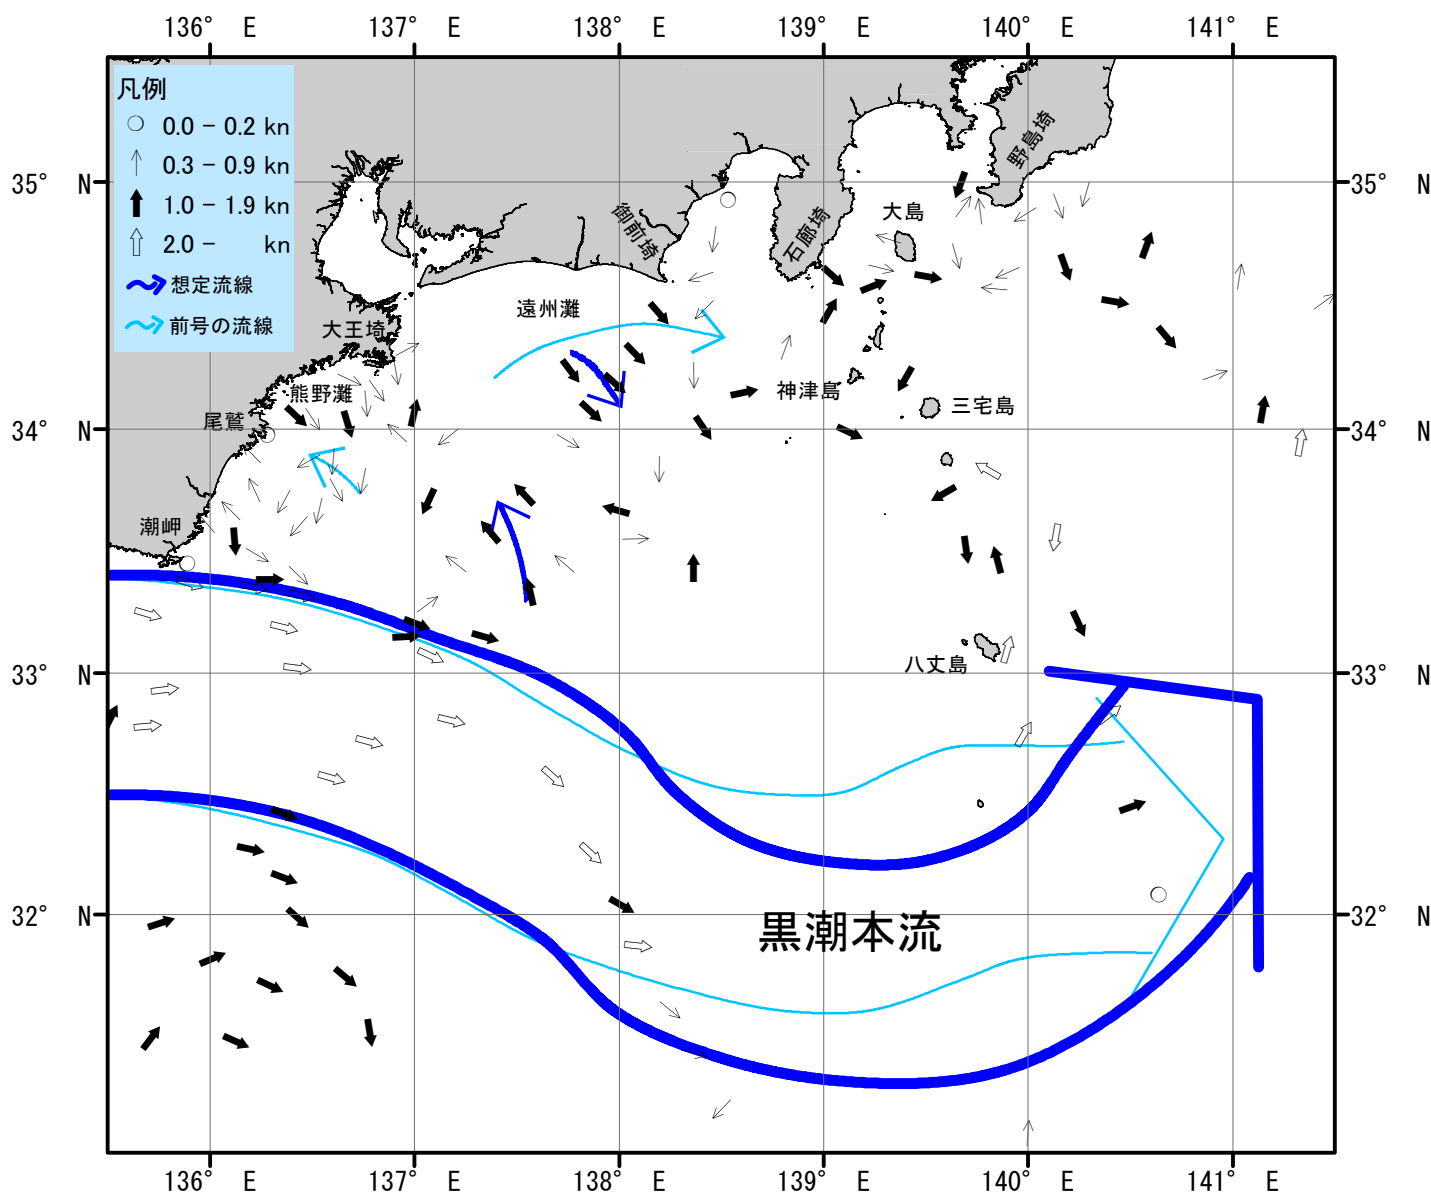 136° E 137° E 138° E 139° E 140° E 141° E
凡例
0.0 - 0.2 kn
0.3 - 0.9 kn
1.0 - 1.9 kn
2.0 - kn
想定流線
前号の流線
野島埼
35° N 35° N
大島
御前埼
石廊埼
遠州灘
大王埼
熊野灘
神津島
三宅島
尾鷲
34° N 34° N
潮岬
八丈島
33° N 33° N
32° N 32° N
黒潮本流
136° E 137° E 138° E 139° E 140° E 141° E